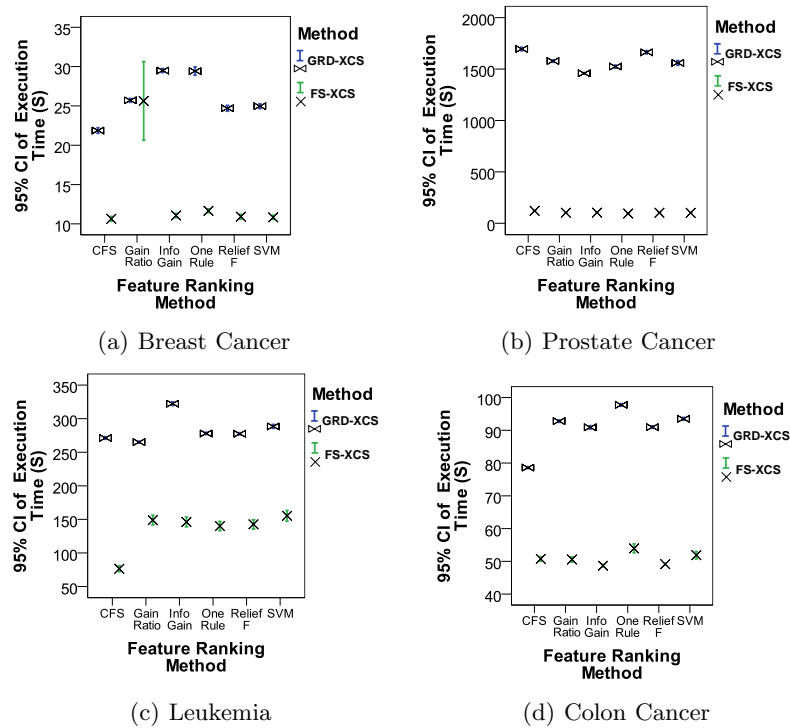 95% CI of Execution
Time (S)
35
30
25
20
15
10
CFS
Gain
Ratio
Info
Gain
One
Rule
Relief
F
SVM
Feature Ranking
Method
Method
GRD-XCS
FS-XCS
(a) Breast Cancer
95% CI of Execution
Time (S)
2000
1500
1000
500
0
CFS
Gain
Ratio
Info
Gain
One
Rule
Relief
F
SVM
Feature Ranking
Method
Method
GRD-XCS
FS-XCS
(b) Prostate Cancer
95% CI of Execution
Time (S)
350
300
250
200
150
100
50
CFS
Gain
Ratio
Info
Gain
One
Rule
Relief
F
SVM
Feature Ranking
Method
Method
GRD-XCS
FS-XCS
(c) Leukemia
95% CI of Execution
Time (S)
100
90
80
70
60
50
40
CFS
Gain
Ratio
Info
Gain
One
Rule
Relief
F
SVM
Feature Ranking
Method
Method
GRD-XCS
FS-XCS
(d) Colon Cancer